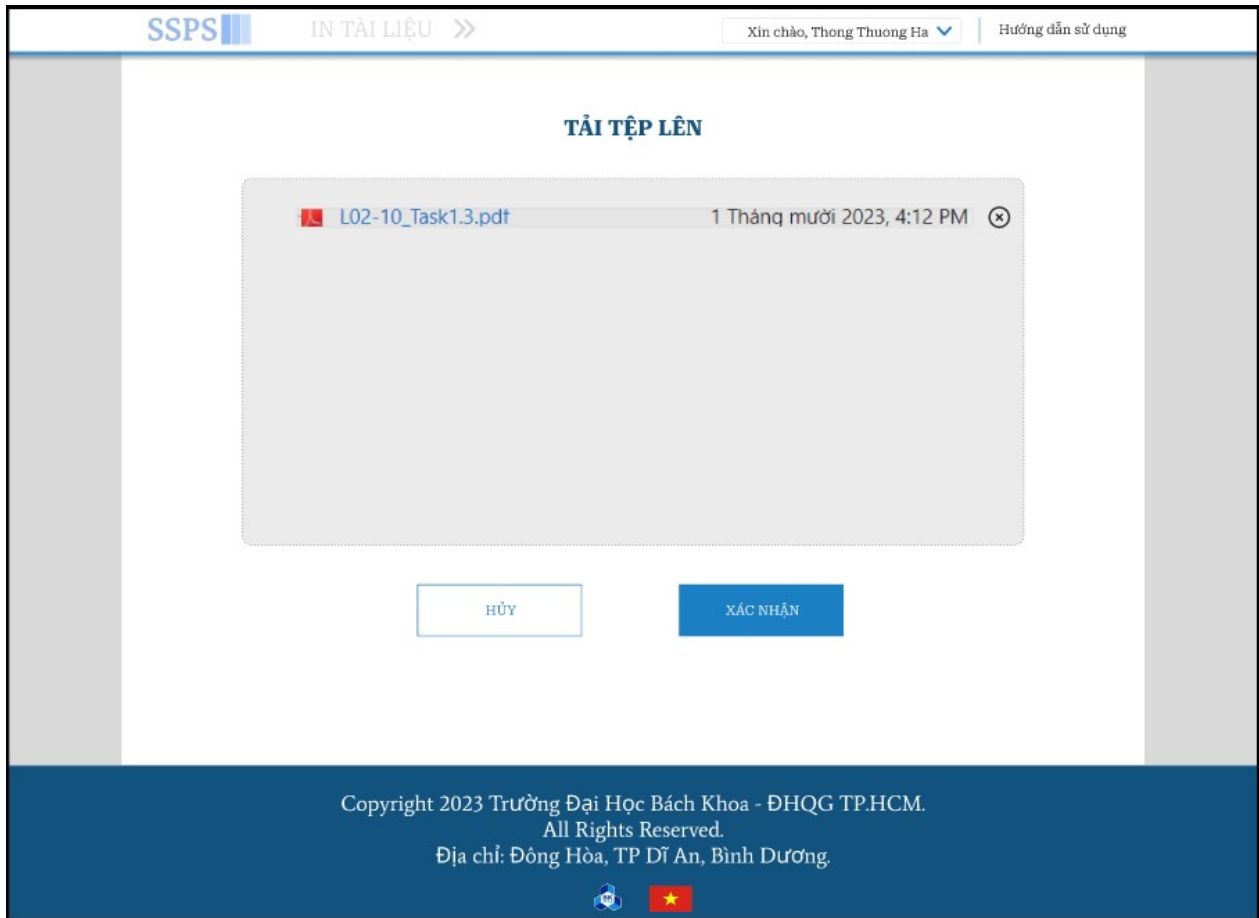 SSPS
IN TÀI LIỆU
Xin chào, Thong Thuong Ha
Hướng dẫn sử dụng
TẢI TỆP LÊN
L02-10_Task1.3.pdf
1 Tháng mười 2023, 4:12 PM
HỦY
XÁC NHẬN
Copyright 2023 Trường Đại Học Bách Khoa - ĐHQG TP.HCM.
All Rights Reserved.
Địa chỉ: Đông Hòa, TP Dĩ An, Bình Dương.
BK